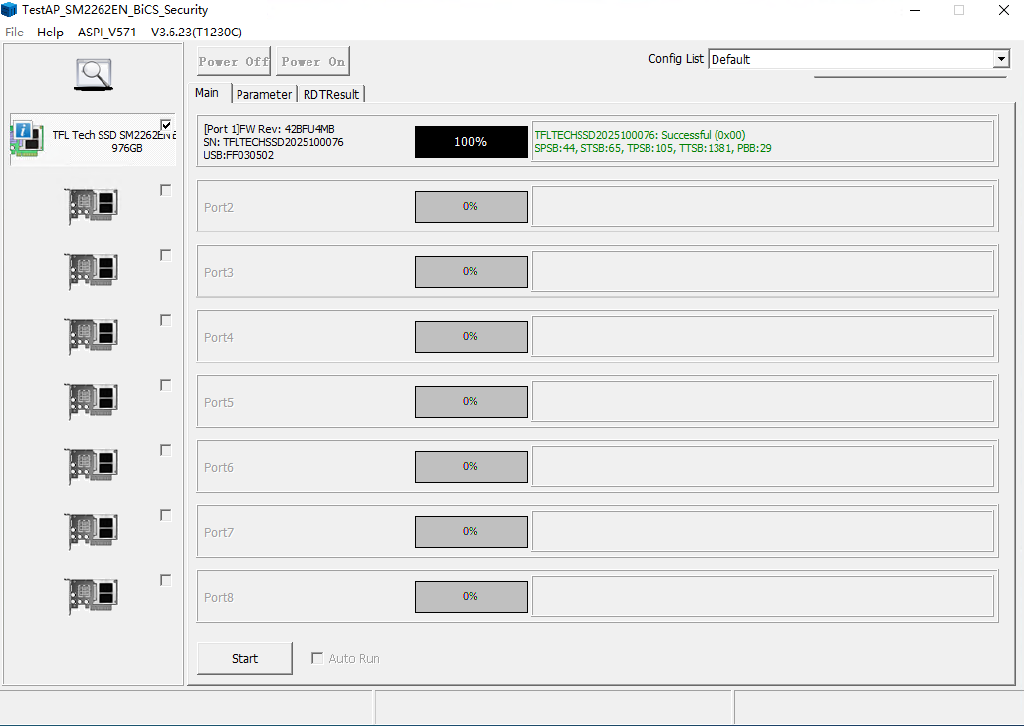 TestAP_SM2262EN_BiCS_Security
File Help ASPI_V571 V3.6.23(T1230C)
Power Off Power On
Config List Default
Main Parameter RDTResult
TFL Tech SSD SM2262EN
976GB
[Port 1]FW Rev: 42BFU4MB
SN: TFLTECHSSD2025100076
USB:FF030502
100%
TFLTECHSSD2025100076: Successful (0x00)
SPSB:44, STSB:65, TPSB:105, TTSB:1381, PBB:29
Port2 0%
Port3 0%
Port4 0%
Port5 0%
Port6 0%
Port7 0%
Port8 0%
Start Auto Run